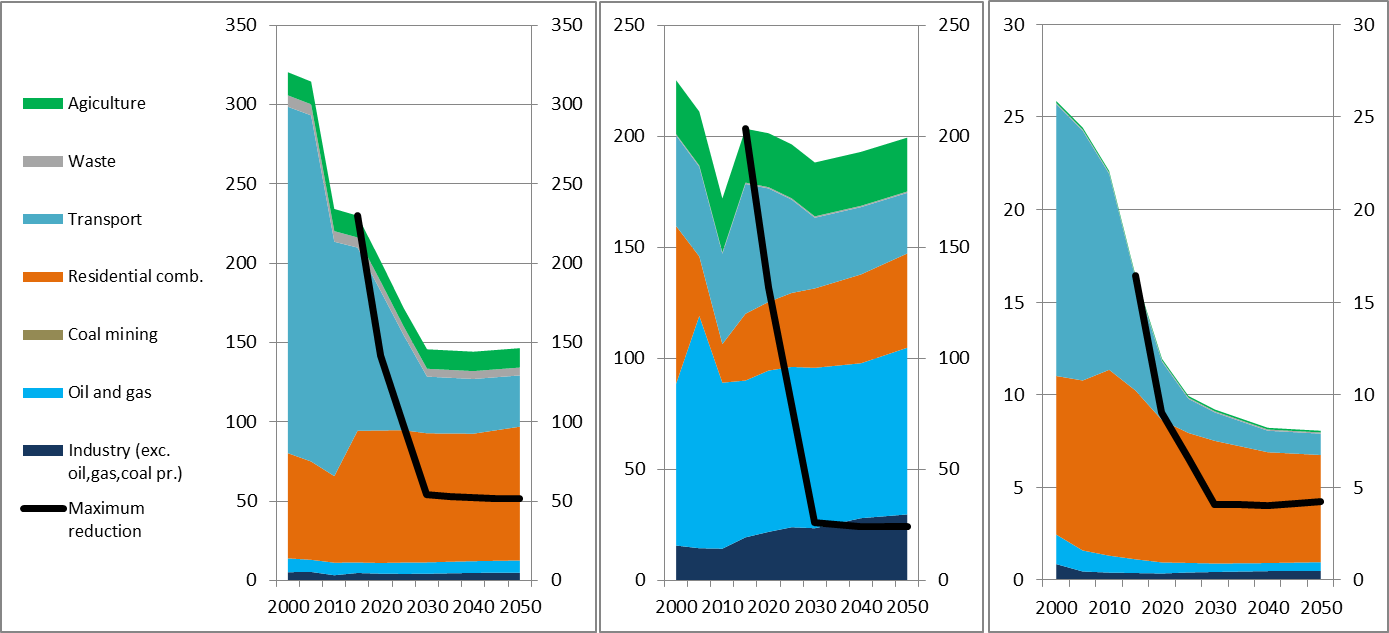 Agiculture
Waste
Transport
Residential comb.
Coal mining
Oil and gas
Industry (exc.
oil,gas,coal pr.)
Maximum
reduction
350 350
300 300
250 250
200 200
150 150
100 100
50 50
0 0
2000 2010 2020 2030 2040 2050
250 250
200 200
150 150
100 100
50 50
0 0
2000 2010 2020 2030 2040 2050
30 30
25 25
20 20
15 15
10 10
5 5
0 0
2000 2010 2020 2030 2040 2050